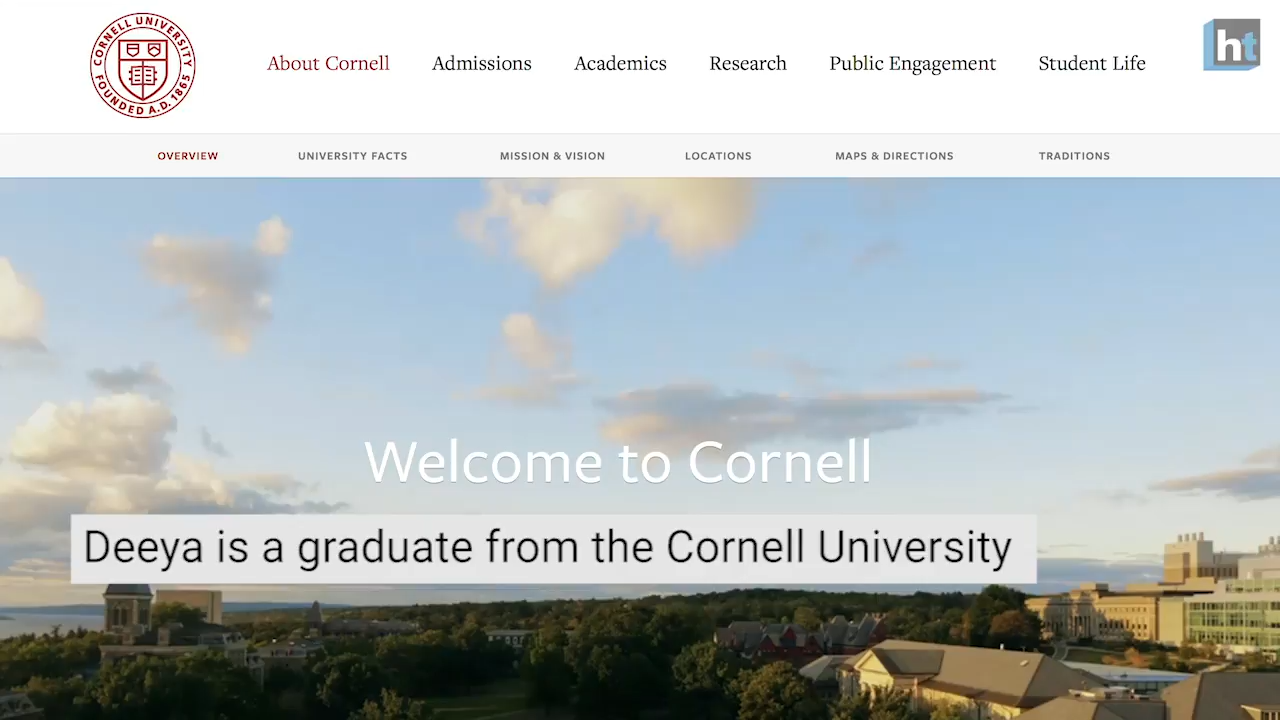 CORNELL UNIVERSITY
FOUNDED A.D. 1865
About Cornell Admissions Academics Research Public Engagement Student Life
ht
OVERVIEW UNIVERSITY FACTS MISSION & VISION LOCATIONS MAPS & DIRECTIONS TRADITIONS
Welcome to Cornell
Deeya is a graduate from the Cornell University